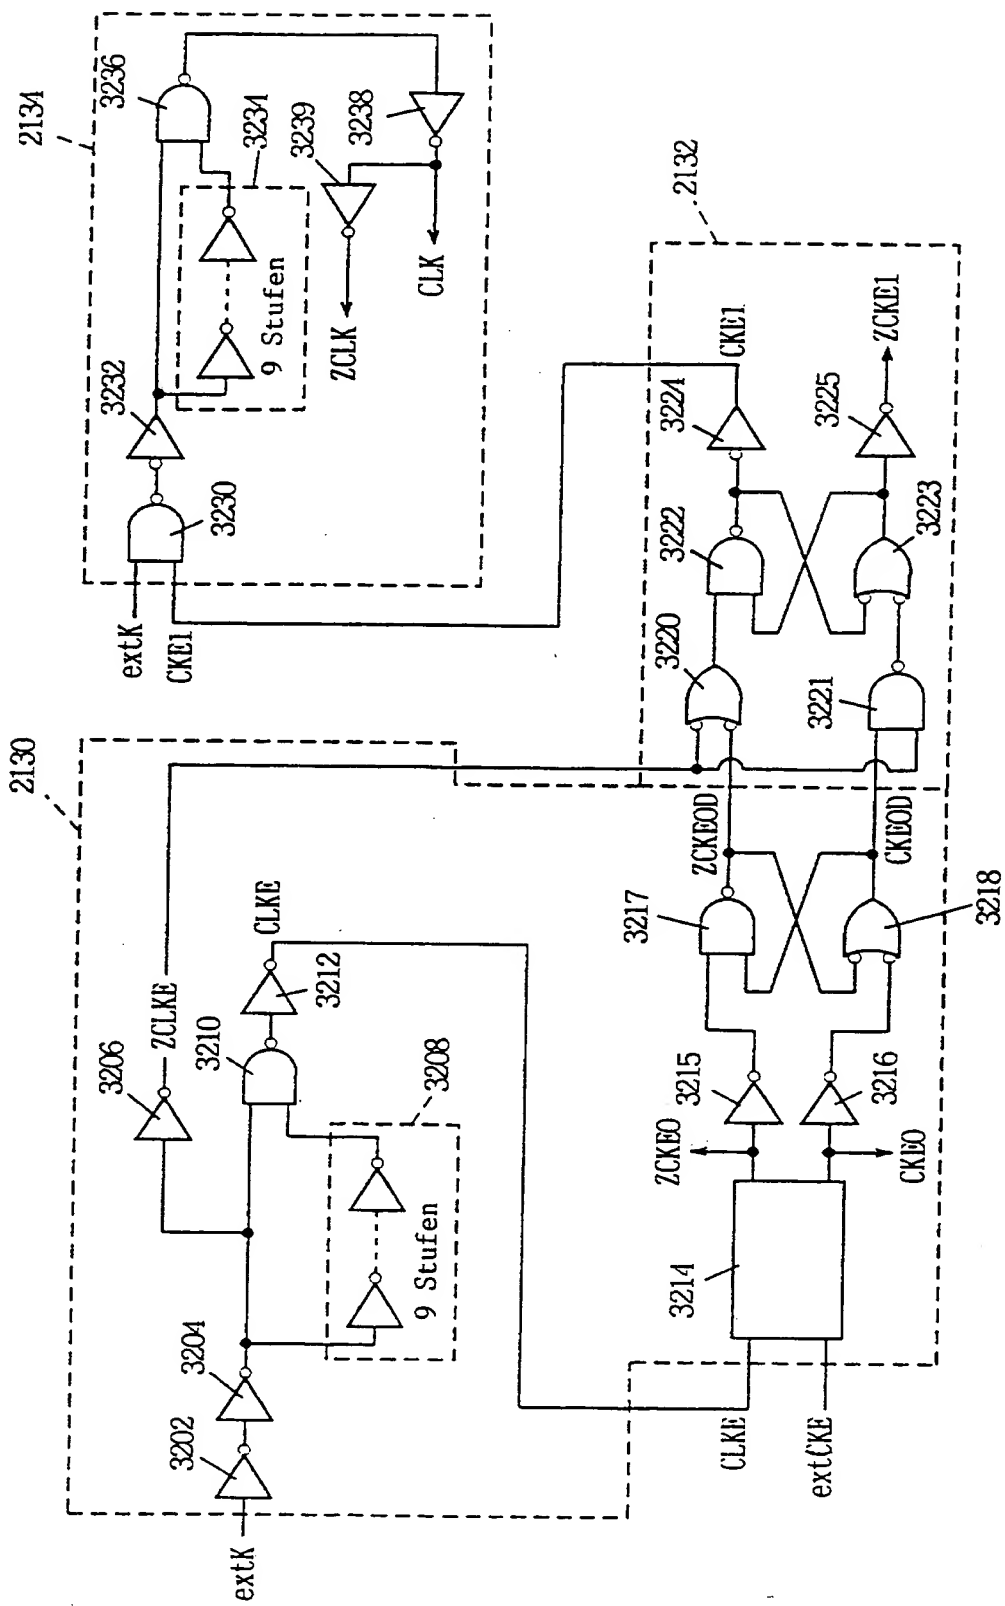 2134
3236
3234
3239
3238
3232
9 Stufen
ZCLK
CLK
3230
extK
CKE1
2132
CKE1
ZCKE1
3224
3225
3222
3223
3220
3221
2130
ZCLKE
3206
CLKE
3212
3210
3208
9 Stufen
3204
3202
extK
ZCKE0D
CKE0D
3217
3218
3215
3216
ZCKE0
CKE0
3214
CLKE
extCKE